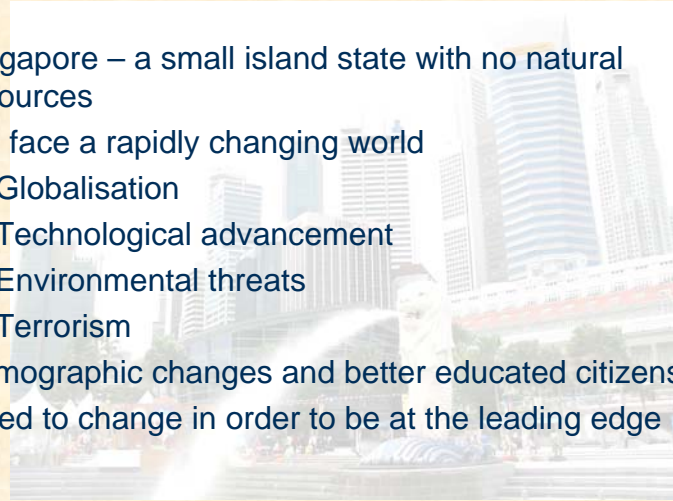 gapore – a small island state with no natural
ources
face a rapidly changing world
Globalisation
Technological advancement
Environmental threats
Terrorism
mographic changes and better educated citizens
ed to change in order to be at the leading edge